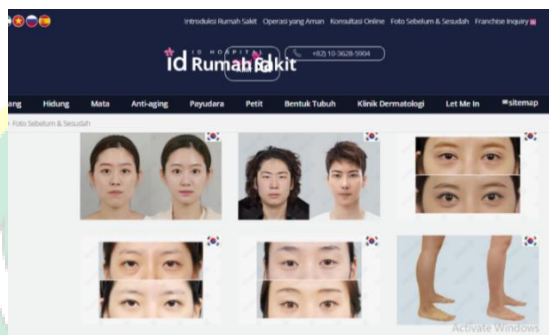 Introduksi Rumah Sakit Operasi yang Aman Konsultasi Online Foto Sebelum & Sesudah Franchise Inquiry
ID HOSPITAL
id Rumah Sakit
+82) 10-3628-5904
ang Hidung Mata Anti-aging Payudara Petit Bentuk Tubuh Klinik Dermatologi Let Me In sitemap
Foto Sebelum & Sesudah
Activate Windows